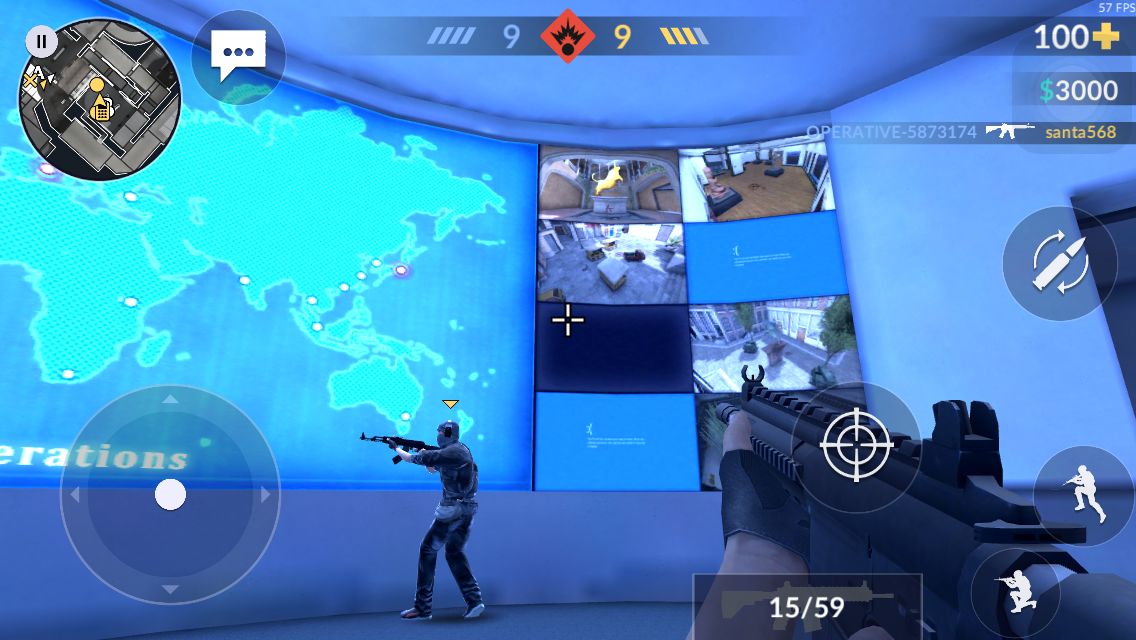 57 FPS
9 9
100
$3000
OPERATIVE-5873174 santa568
A
erations
:(
:(
15/59